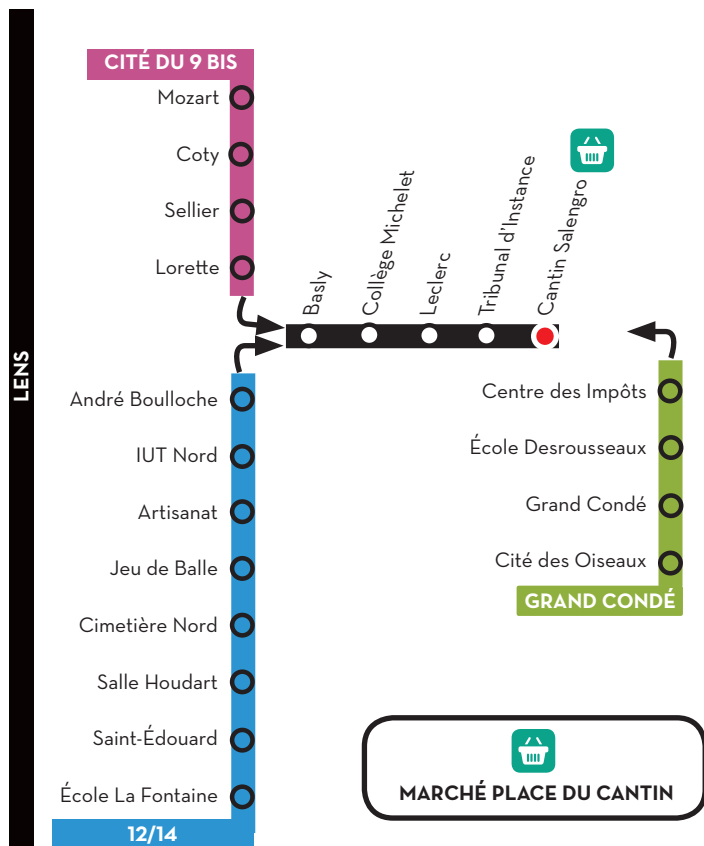 LENS
CITÉ DU 9 BIS
Mozart
Coty
Sellier
Lorette
Basly
Collège Michelet
Leclerc
Tribunal d'Instance
Cantin Salengro
André Boulloche
IUT Nord
Artisanat
Jeu de Balle
Cimetière Nord
Salle Houdart
Saint-Édouard
École La Fontaine
12/14
Centre des Impôts
École Desrousseaux
Grand Condé
Cité des Oiseaux
GRAND CONDÉ
MARCHÉ PLACE DU CANTIN